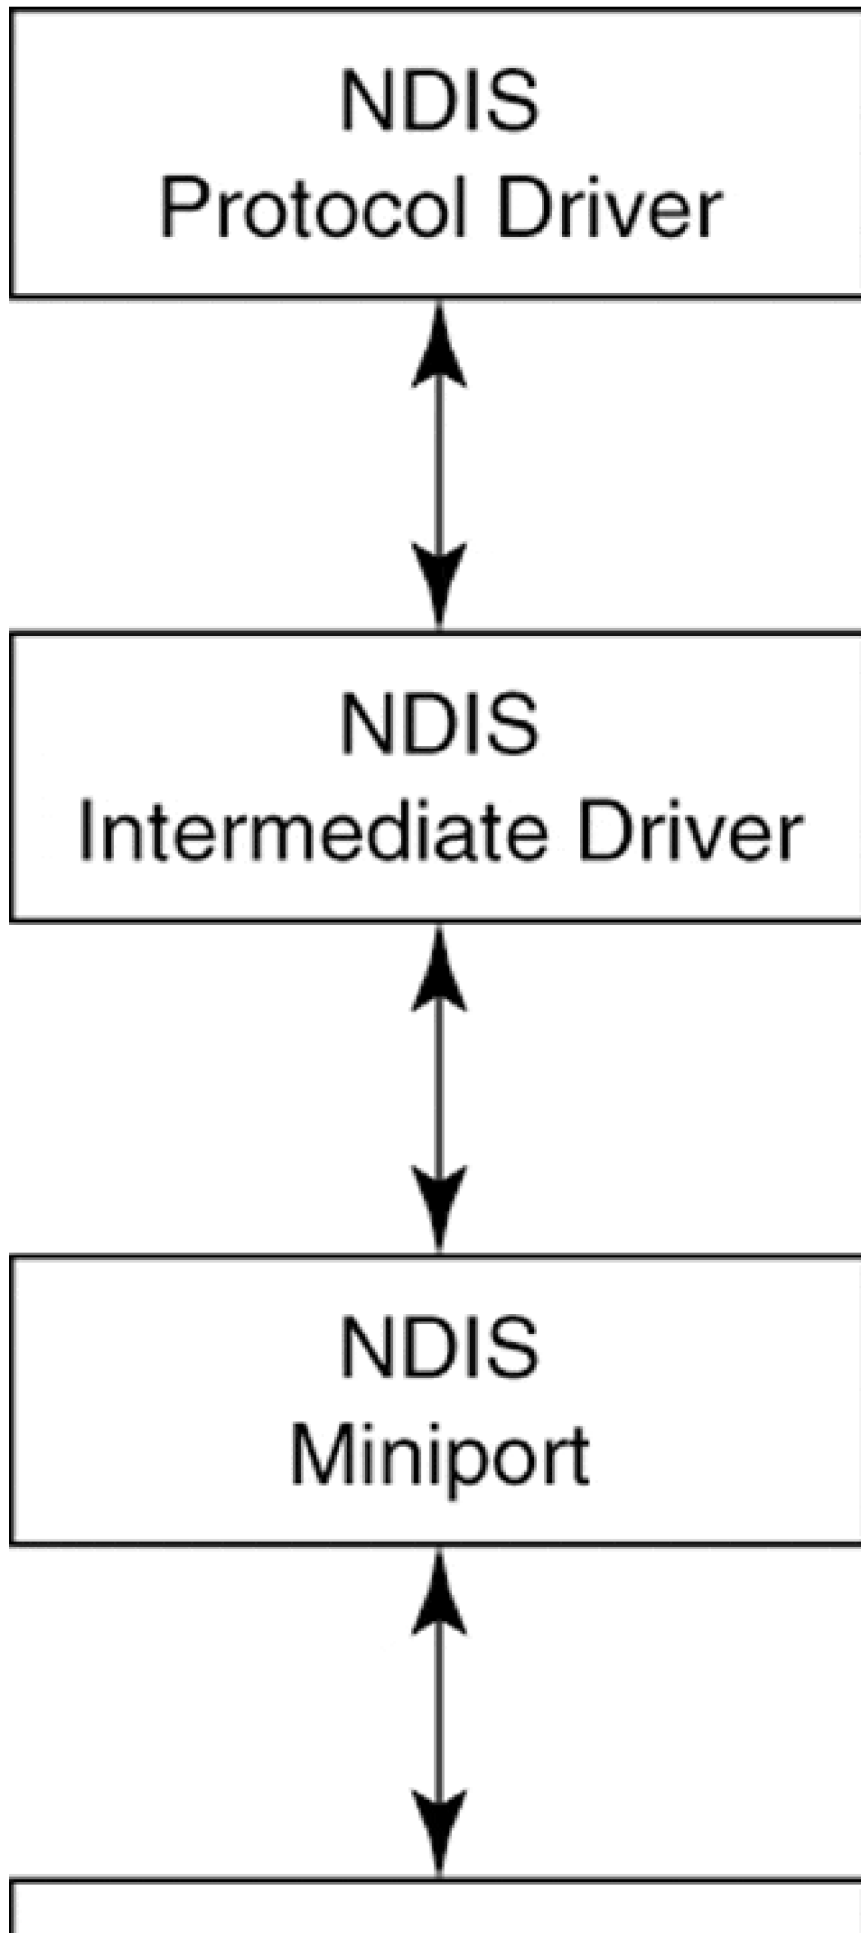 NDIS
Protocol Driver
NDIS
Intermediate Driver
NDIS
Miniport